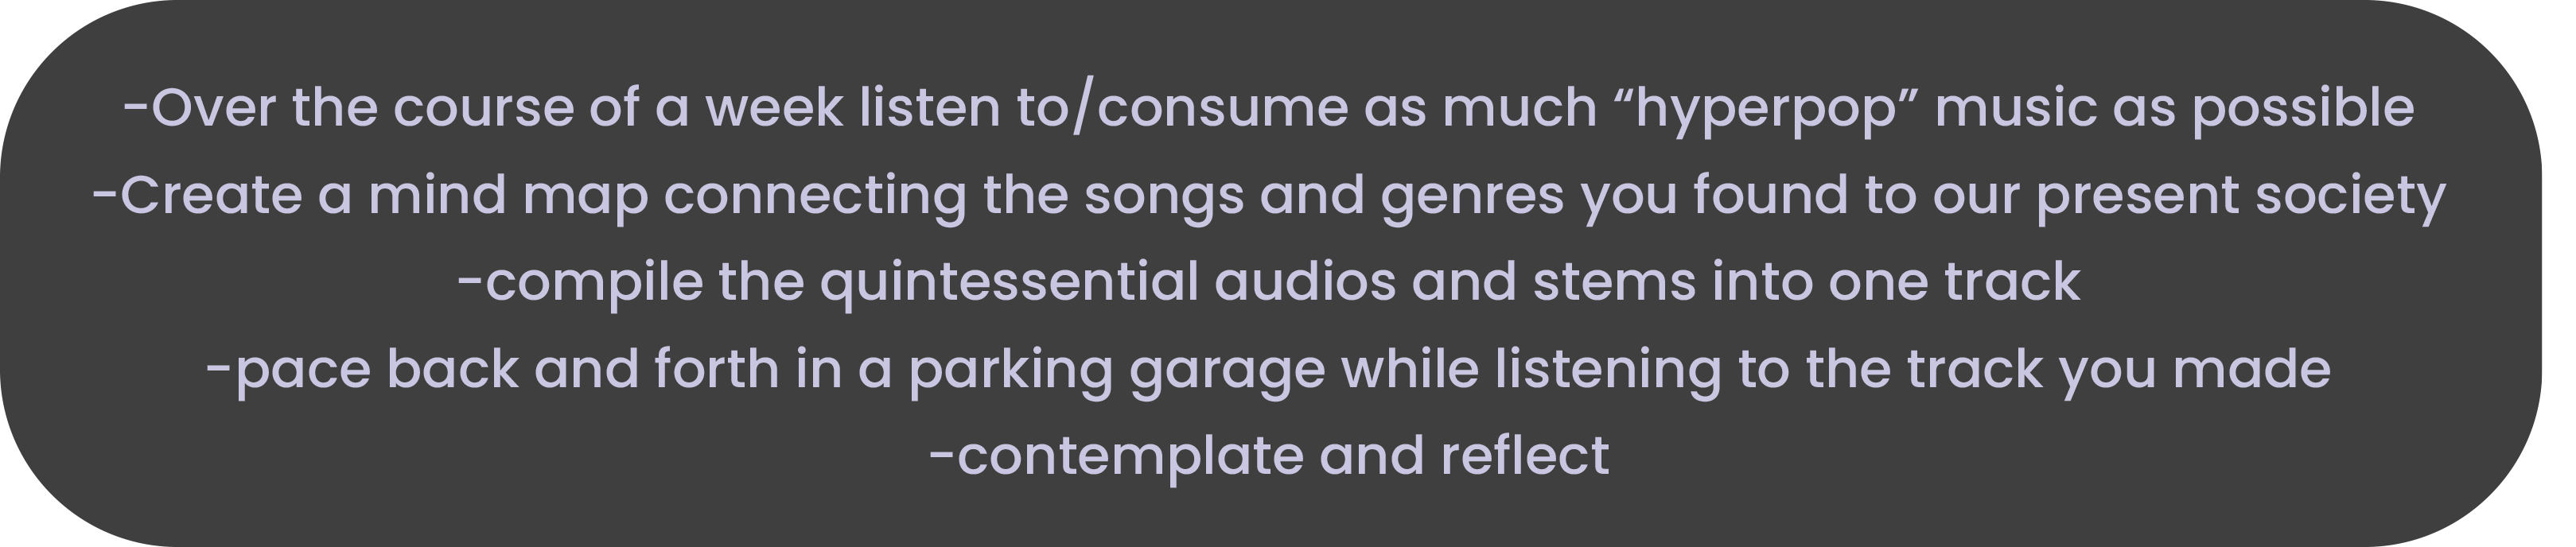 -Over the course of a week listen to/consume as much “hyperpop” music as possible
-Create a mind map connecting the songs and genres you found to our present society
-compile the quintessential audios and stems into one track
-pace back and forth in a parking garage while listening to the track you made
-contemplate and reflect